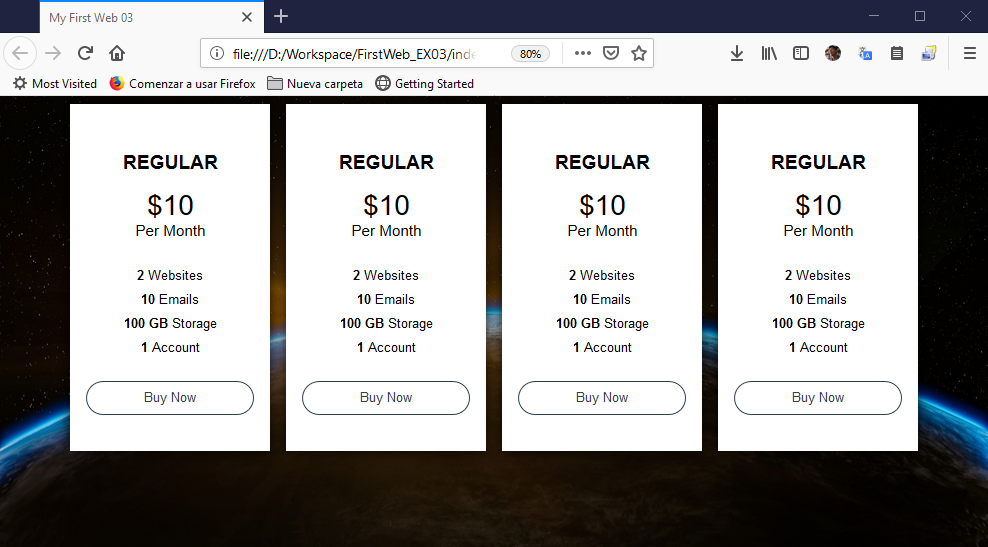 My First Web 03
file:///D:/Workspace/FirstWeb_EX03/inde
80%
Most Visited
Comenzar a usar Firefox
Nueva carpeta
Getting Started
REGULAR
$10
Per Month
2 Websites
10 Emails
100 GB Storage
1 Account
Buy Now
REGULAR
$10
Per Month
2 Websites
10 Emails
100 GB Storage
1 Account
Buy Now
REGULAR
$10
Per Month
2 Websites
10 Emails
100 GB Storage
1 Account
Buy Now
REGULAR
$10
Per Month
2 Websites
10 Emails
100 GB Storage
1 Account
Buy Now